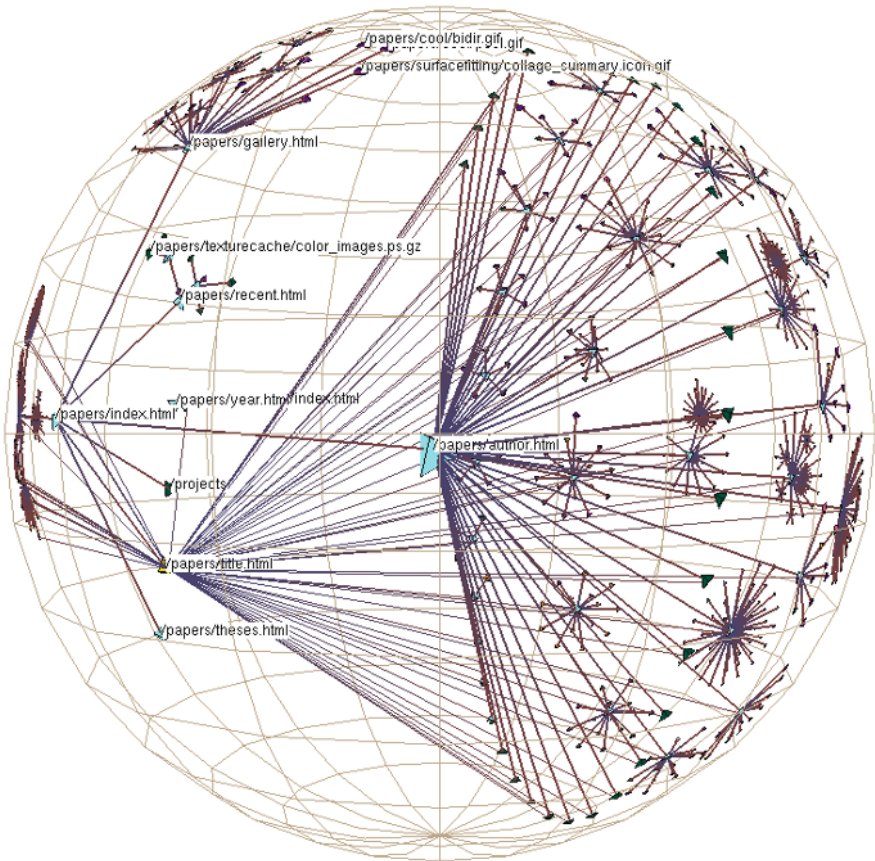 /papers/cool/bidir.gif
.gif
/papers/surfacefitting/collage_summary.icon.gif
/papers/gallery.html
/papers/texturecache/color_images.ps.gz
/papers/recent.html
/papers/year.html /index.html
/papers/index.html
/papers/author.html
/projects
/papers/title.html
/papers/theses.html